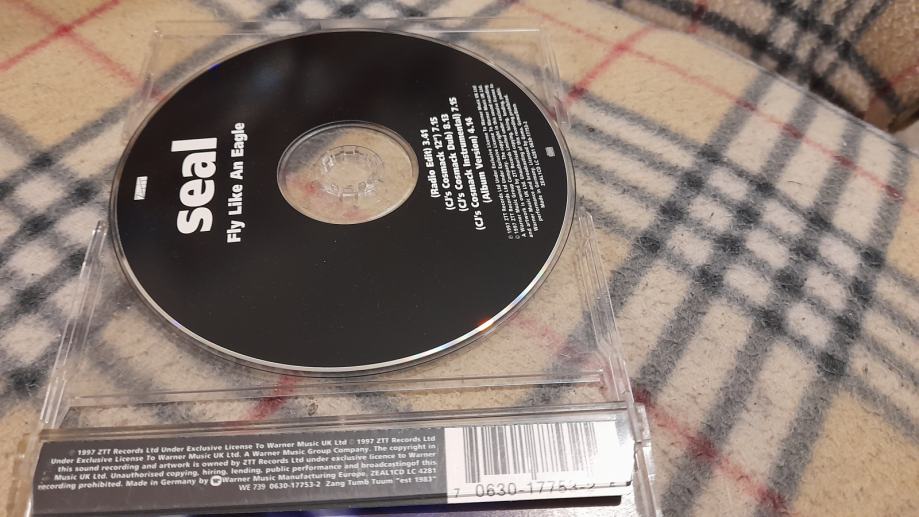 seal
Fly Like An Eagle
(Radio Edit) 3.41
(CJ's Cosmack 12") 7.15
(CJ's Cosmack Dub) 8.13
(CJ's Cosmack Instrumental) 7.15
(Album Version) 4.14
℗ 1997 ZTT Records Ltd Under Exclusive License To Warner Music UK Ltd © 1997 ZTT Records Ltd
Under Exclusive License To Warner Music UK Ltd. A Warner Music Group Company. The copyright in
this sound recording and artwork is owned by ZTT Records Ltd under exclusive licence to Warner
Music UK Ltd. Unauthorised copying, hiring, lending, public performance and broadcastingof this
recording prohibited. Made in Germany by Warner Music Manufacturing Europe. ZEAL1CD LC 4281
WE 739 0630-17753-2 Zang Tumb Tuum "est 1983"
7 0630-17753-2 5